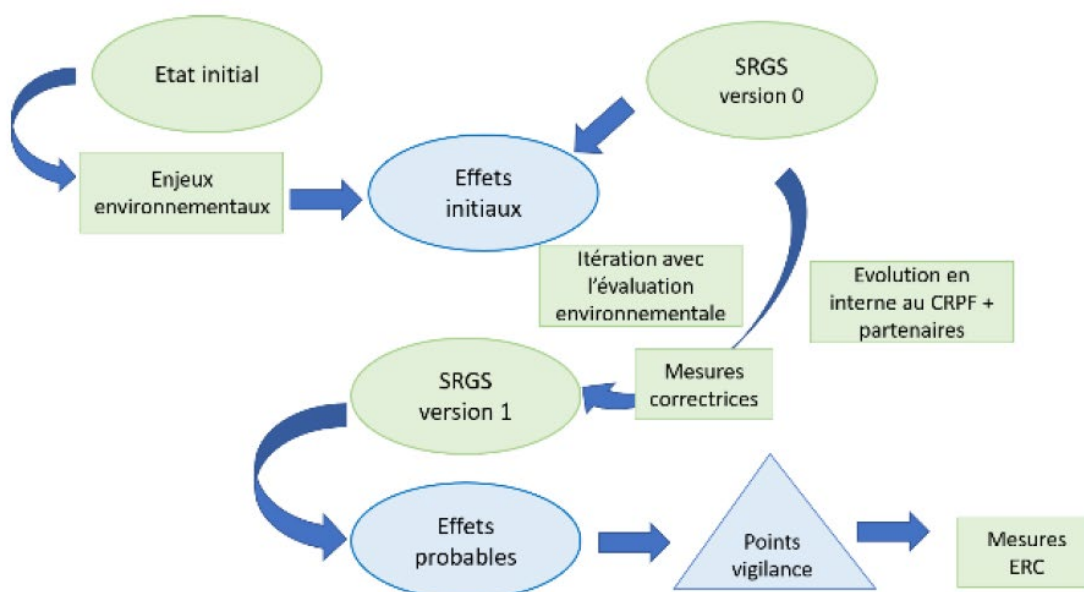 Etat initial
SRGS
version 0
Enjeux
environnementaux
Effets
initiaux
Itération avec
l'évaluation
environnementale
Evolution en
interne au CRPF +
partenaires
SRGS
version 1
Mesures
correctrices
Effets
probables
Points
vigilance
Mesures
ERC